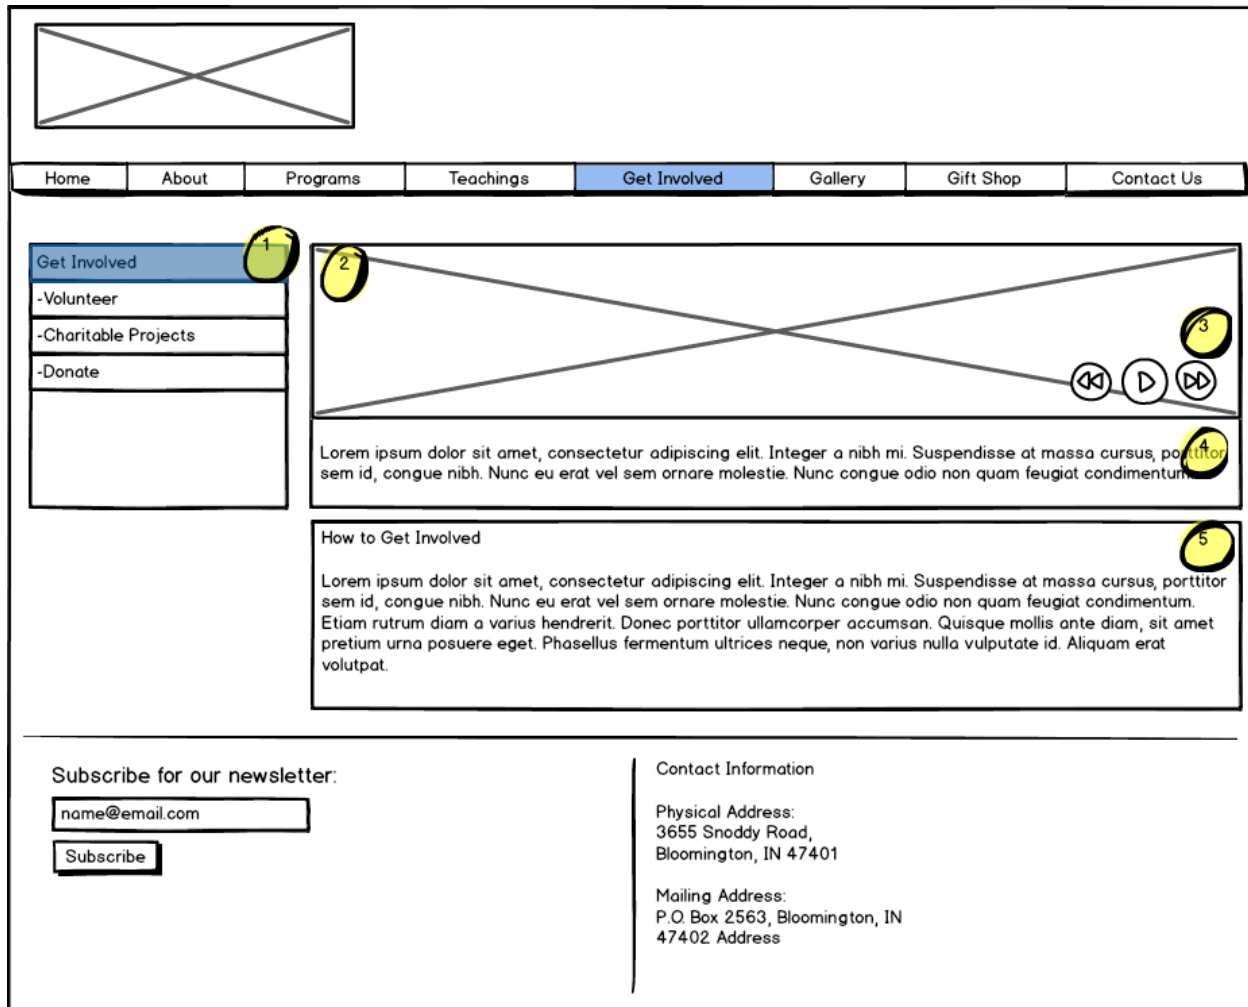 Home About Programs Teachings Get Involved Gallery Gift Shop Contact Us
Get Involved
-Volunteer
-Charitable Projects
-Donate
1
2
3
Lorem ipsum dolor sit amet, consectetur adipiscing elit. Integer a nibh mi. Suspendisse at massa cursus, porttitor
sem id, congue nibh. Nunc eu erat vel sem ornare molestie. Nunc congue odio non quam feugiat condimentum.
4
How to Get Involved
5
Lorem ipsum dolor sit amet, consectetur adipiscing elit. Integer a nibh mi. Suspendisse at massa cursus, porttitor
sem id, congue nibh. Nunc eu erat vel sem ornare molestie. Nunc congue odio non quam feugiat condimentum.
Etiam rutrum diam a varius hendrerit. Donec porttitor ullamcorper accumsan. Quisque mollis ante diam, sit amet
pretium urna posuere eget. Phasellus fermentum ultrices neque, non varius nulla vulputate id. Aliquam erat
volutpat.
Subscribe for our newsletter:
name@email.com
Subscribe
Contact Information
Physical Address:
3655 Snoddy Road,
Bloomington, IN 47401
Mailing Address:
P.O. Box 2563, Bloomington, IN
47402 Address